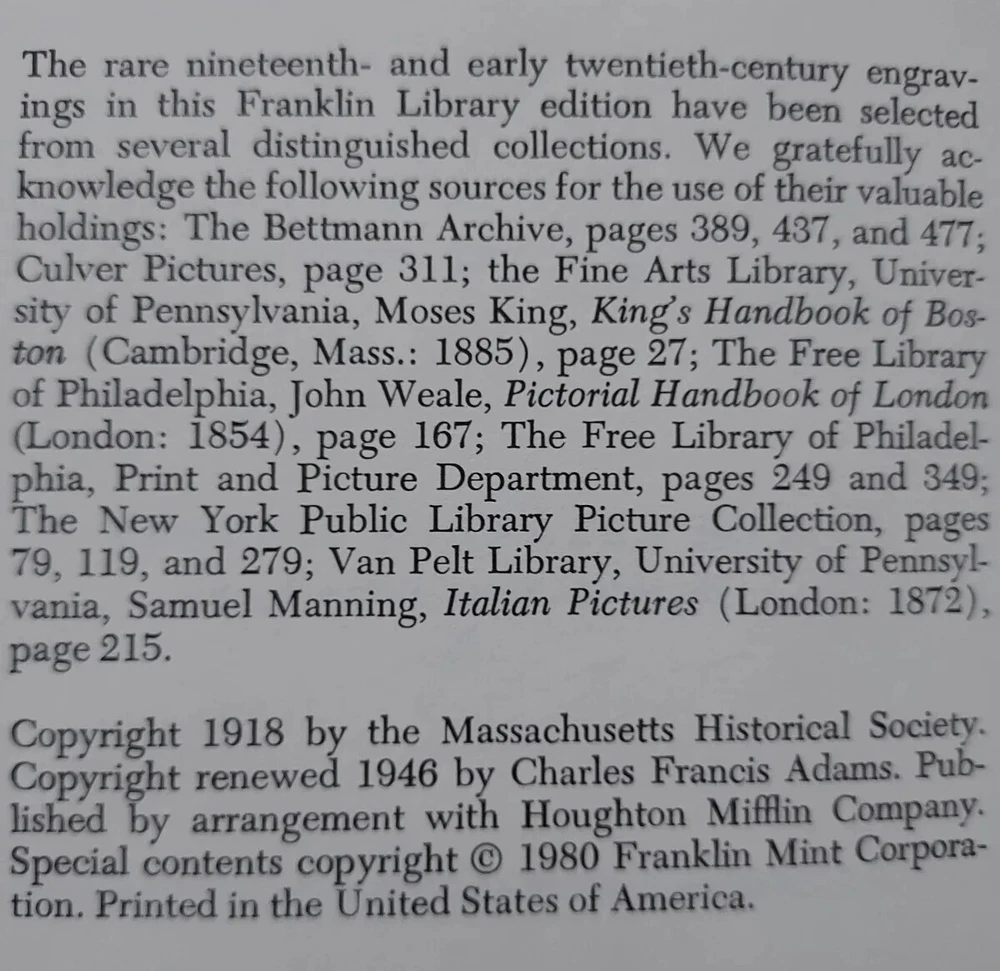 The rare nineteenth- and early twentieth-century engrav-
ings in this Franklin Library edition have been selected
from several distinguished collections. We gratefully ac-
knowledge the following sources for the use of their valuable
holdings: The Bettmann Archive, pages 389, 437, and 477;
Culver Pictures, page 311; the Fine Arts Library, Univer-
sity of Pennsylvania, Moses King, King's Handbook of Bos-
ton (Cambridge, Mass.: 1885), page 27; The Free Library
of Philadelphia, John Weale, Pictorial Handbook of London
(London: 1854), page 167; The Free Library of Philadel-
phia, Print and Picture Department, pages 249 and 349;
The New York Public Library Picture Collection, pages
79, 119, and 279; Van Pelt Library, University of Pennsyl-
vania, Samuel Manning, Italian Pictures (London: 1872),
page 215.
Copyright 1918 by the Massachusetts Historical Society.
Copyright renewed 1946 by Charles Francis Adams. Pub-
lished by arrangement with Houghton Mifflin Company.
Special contents copyright © 1980 Franklin Mint Corpora-
tion. Printed in the United States of America.